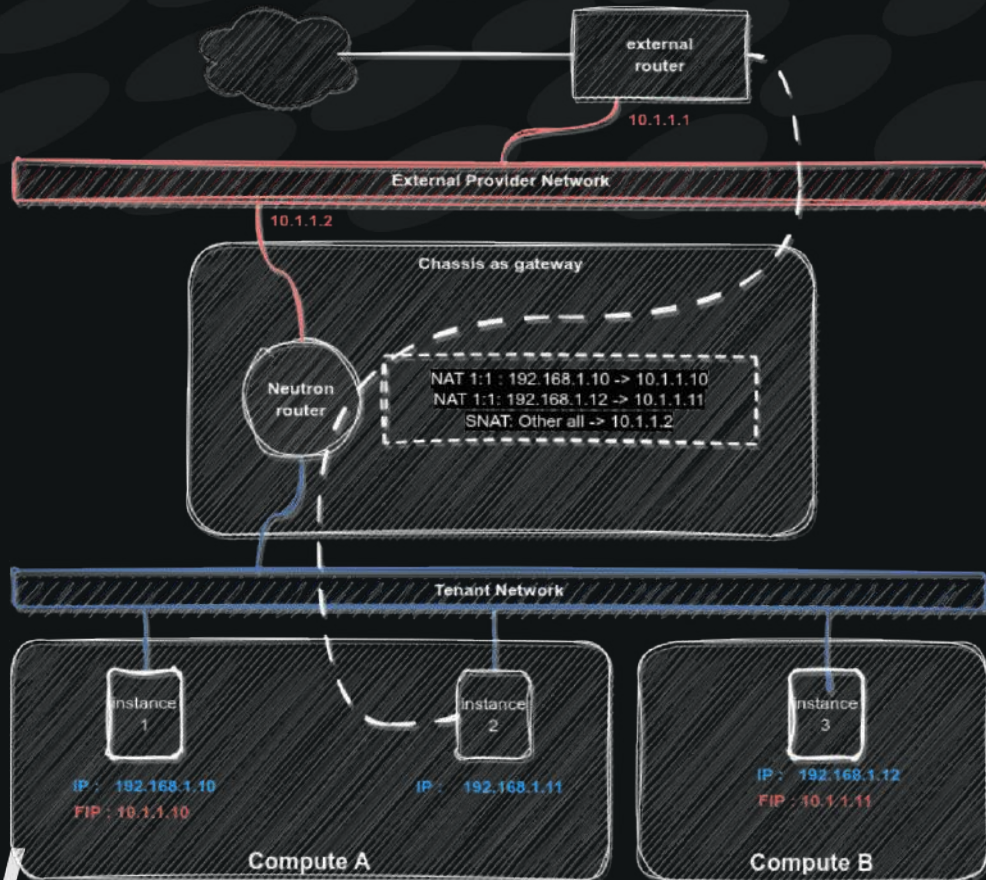 external
router
10.1.1.1
External Provider Network
10.1.1.2
Chassis as gateway
Neutron
router
NAT 1:1 : 192.168.1.10 -> 10.1.1.10
NAT 1:1: 192.168.1.12 -> 10.1.1.11
SNAT: Other all -> 10.1.1.2
Tenant Network
instance
1
instance
2
instance
3
IP : 192.168.1.10
FIP : 10.1.1.10
IP : 192.168.1.11
IP : 192.168.1.12
FIP : 10.1.1.11
Compute A
Compute B